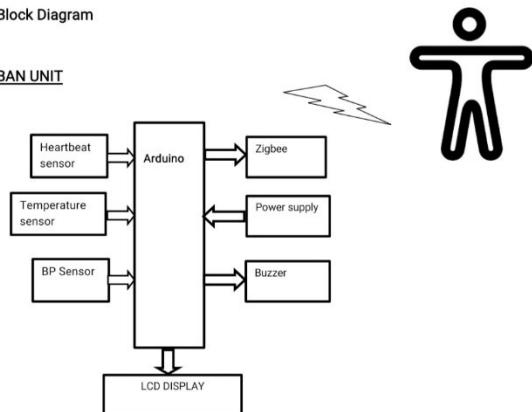 Block Diagram
BAN UNIT
Heartbeat
sensor
Arduino
Zigbee
Temperature
sensor
Power supply
BP Sensor
Buzzer
LCD DISPLAY